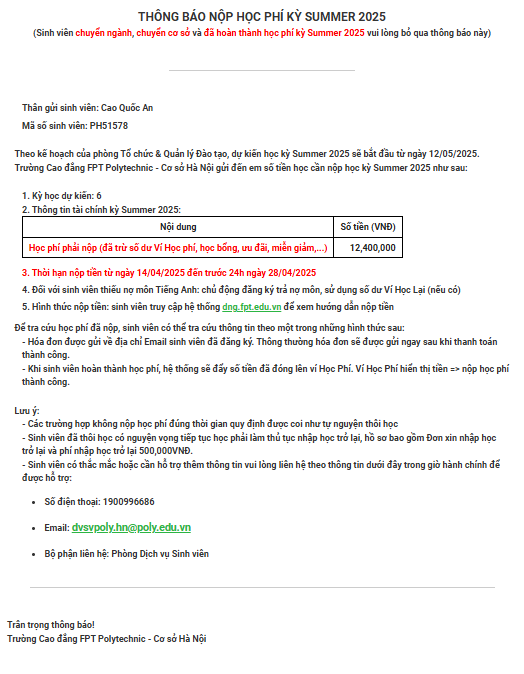 THÔNG BÁO NỘP HỌC PHÍ KỲ SUMMER 2025
(Sinh viên chuyển ngành, chuyển cơ sở và đã hoàn thành học phí kỳ Summer 2025 vui lòng bỏ qua thông báo này)
Thân gửi sinh viên: Cao Quốc An
Mã số sinh viên: PH51578
Theo kế hoạch của phòng Tổ chức & Quản lý Đào tạo, dự kiến học kỳ Summer 2025 sẽ bắt đầu từ ngày 12/05/2025.
Trường Cao đẳng FPT Polytechnic - Cơ sở Hà Nội gửi đến em số tiền học cần nộp học kỳ Summer 2025 như sau:
1. Kỳ học dự kiến: 6
2. Thông tin tài chính kỳ Summer 2025:
Nội dung Số tiền (VNĐ)
Học phí phải nộp (đã trừ số dư Ví Học phí, học bổng, ưu đãi, miễn giảm,...) 12,400,000
3. Thời hạn nộp tiền từ ngày 14/04/2025 đến trước 24h ngày 28/04/2025
4. Đối với sinh viên thiếu nợ môn Tiếng Anh: chủ động đăng ký trả nợ môn, sử dụng số dư Ví Học Lại (nếu có)
5. Hình thức nộp tiền: sinh viên truy cập hệ thống dng.fpt.edu.vn để xem hướng dẫn nộp tiền
Để tra cứu học phí đã nộp, sinh viên có thể tra cứu thông tin theo một trong những hình thức sau:
- Hóa đơn được gửi về địa chỉ Email sinh viên đã đăng ký. Thông thường hóa đơn sẽ được gửi ngay sau khi thanh toán
thành công.
- Khi sinh viên hoàn thành học phí, hệ thống sẽ đẩy số tiền đã đóng lên ví Học Phí. Ví Học Phí hiển thị tiền => nộp học phí
thành công.
Lưu ý:
- Các trường hợp không nộp học phí đúng thời gian quy định được coi như tự nguyện thôi học
- Sinh viên đã thôi học có nguyện vọng tiếp tục học phải làm thủ tục nhập học trở lại, hồ sơ bao gồm Đơn xin nhập học
trở lại và phí nhập học trở lại 500,000VNĐ.
- Sinh viên có thắc mắc hoặc cần hỗ trợ thêm thông tin vui lòng liên hệ theo thông tin dưới đây trong giờ hành chính để
được hỗ trợ:
• Số điện thoại: 1900996686
• Email: dvsvpoly.hn@poly.edu.vn
• Bộ phận liên hệ: Phòng Dịch vụ Sinh viên
Trân trọng thông báo!
Trường Cao đẳng FPT Polytechnic - Cơ sở Hà Nội